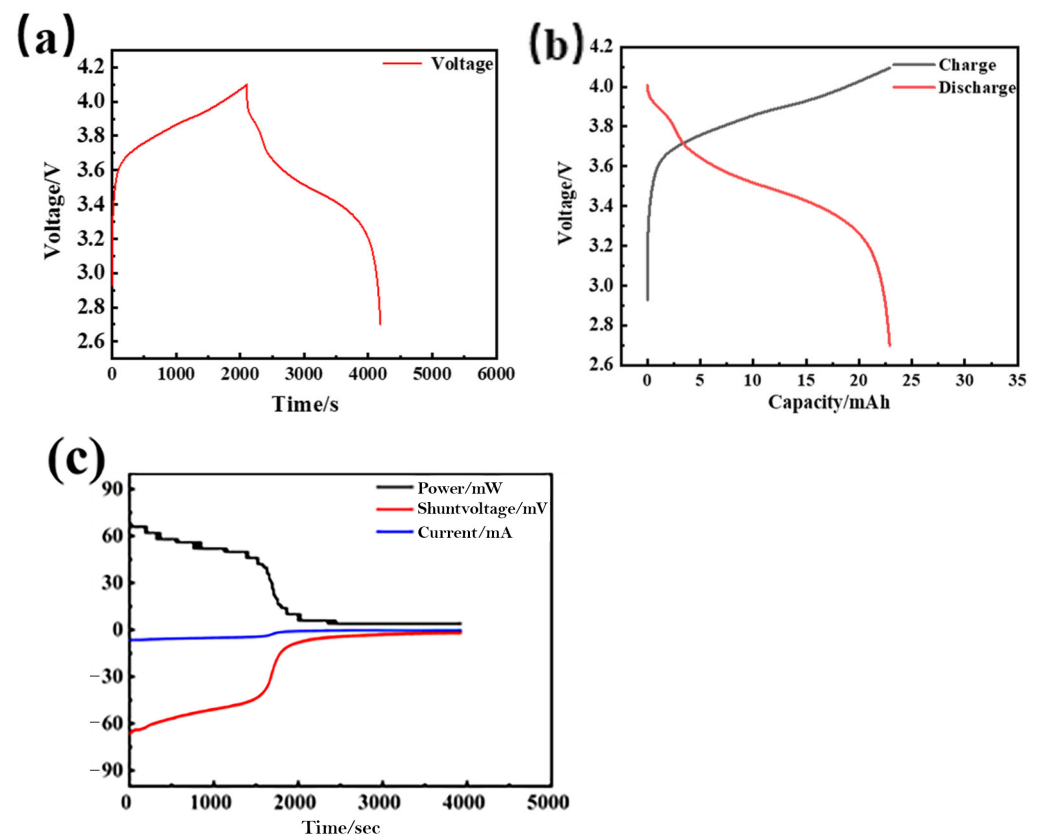 (a)
Voltage
4.2
4.0
3.8
3.6
3.4
3.2
3.0
2.8
2.6
Voltage/V
0 1000 2000 3000 4000 5000 6000
Time/s
(b)
Charge
Discharge
4.2
4.0
3.8
3.6
3.4
3.2
3.0
2.8
2.6
Voltage/V
0 5 10 15 20 25 30 35
Capacity/mAh
(c)
Power/mW
Shuntvoltage/mV
Current/mA
90
60
30
0
−30
−60
−90
0 1000 2000 3000 4000 5000
Time/sec